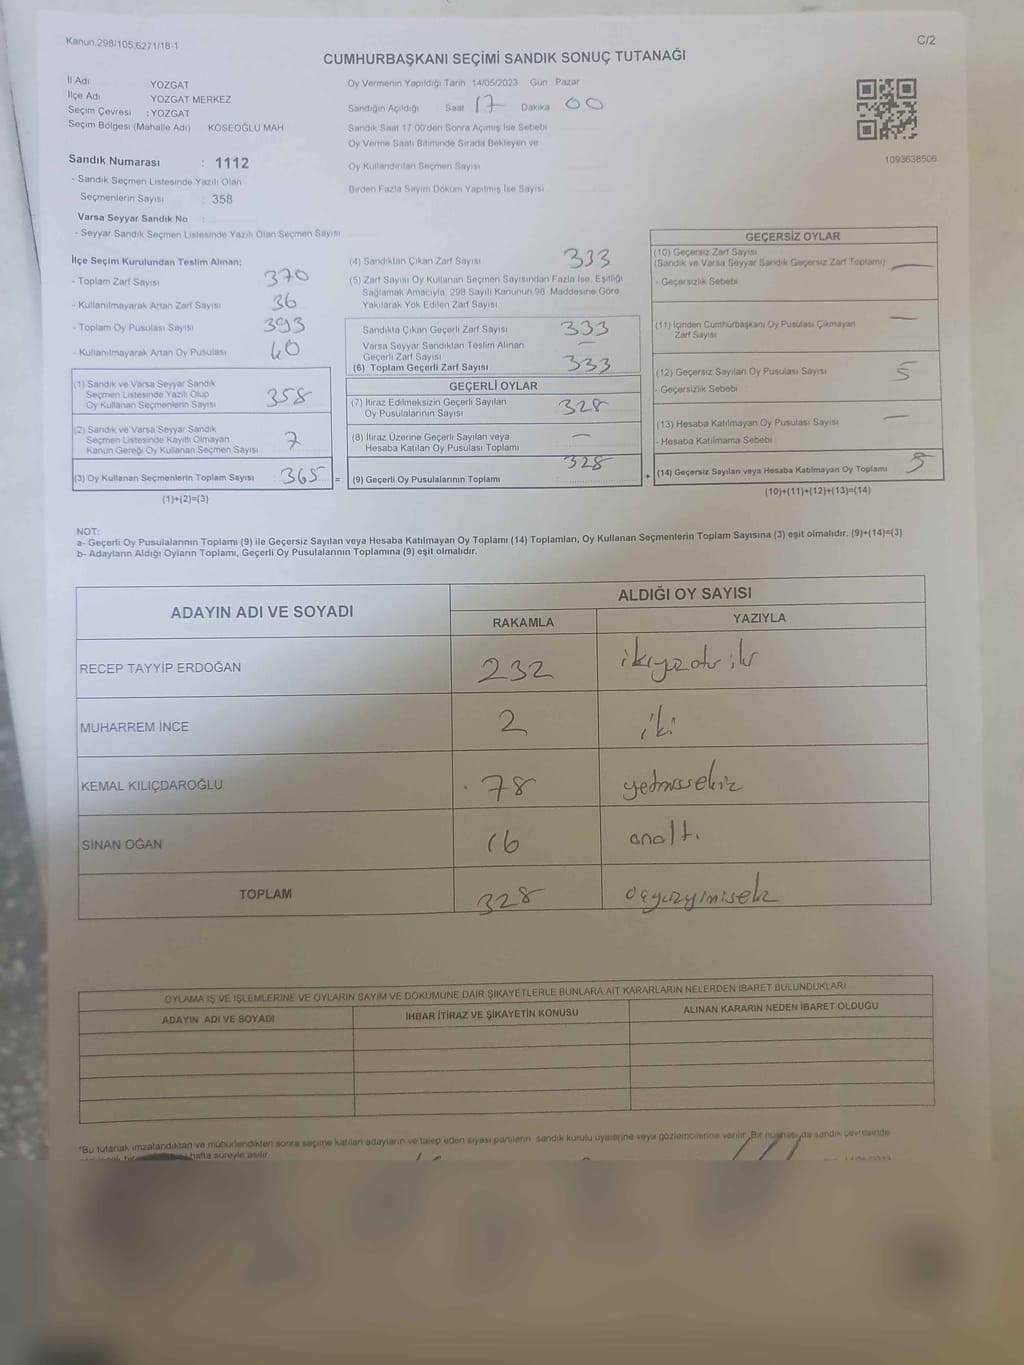 Kanun 298/105,6271/18-1
C/2
CUMHURBAŞKANI SEÇİMİ SANDIK SONUÇ TUTANAĞI
İl Adı : YOZGAT
İlçe Adı : YOZGAT MERKEZ
Seçim Çevresi : YOZGAT
Seçim Bölgesi (Mahalle Adı) KÖSEOĞLU MAH
Sandık Numarası : 1112
- Sandık Seçmen Listesinde Yazılı Olan
Seçmenlerin Sayısı : 358
Varsa Seyyar Sandık No :
- Seyyar Sandık Seçmen Listesinde Yazılı Olan Seçmen Sayısı
Oy Vermenin Yapıldığı Tarih 14/05/2023 Gün Pazar
Sandığın Açıldığı Saat 17 Dakika 00
Sandık Saat 17.00'den Sonra Açılmış İse Sebebi
Oy Verme Saati Bitiminde Sırada Bekleyen ve
Oy Kullandırılan Seçmen Sayısı
Birden Fazla Sayım Döküm Yapılmış İse Sayısı
1093638506
İlçe Seçim Kurulundan Teslim Alınan;
- Toplam Zarf Sayısı 370
- Kullanılmayarak Artan Zarf Sayısı 36
- Toplam Oy Pusulası Sayısı 393
- Kullanılmayarak Artan Oy Pusulası 40
(1) Sandık ve Varsa Seyyar Sandık
Seçmen Listesinde Yazılı Olup
Oy Kullanan Seçmenlerin Sayısı 358
(2) Sandık ve Varsa Seyyar Sandık
Seçmen Listesinde Kayıtlı Olmayan
Kanun Gereği Oy Kullanan Seçmen Sayısı 7
(3) Oy Kullanan Seçmenlerin Toplam Sayısı 365 =
(1)+(2)=(3)
(4) Sandıktan Çıkan Zarf Sayısı 333
(5) Zarf Sayısı Oy Kullanan Seçmen Sayısından Fazla İse, Eşitliği
Sağlamak Amacıyla, 298 Sayılı Kanunun 98. Maddesine Göre
Yakılarak Yok Edilen Zarf Sayısı
Sandıkta Çıkan Geçerli Zarf Sayısı 333
Varsa Seyyar Sandıktan Teslim Alınan
Geçerli Zarf Sayısı —
(6) Toplam Geçerli Zarf Sayısı 333
GEÇERLİ OYLAR
(7) İtiraz Edilmeksizin Geçerli Sayılan
Oy Pusulalarının Sayısı 328
(8) İtiraz Üzerine Geçerli Sayılan veya
Hesaba Katılan Oy Pusulası Toplamı —
(9) Geçerli Oy Pusulalarının Toplamı 328 +
GEÇERSİZ OYLAR
(10) Geçersiz Zarf Sayısı
(Sandık ve Varsa Seyyar Sandık Geçersiz Zarf Toplamı) —
- Geçersizlik Sebebi
(11) İçinden Cumhurbaşkanı Oy Pusulası Çıkmayan
Zarf Sayısı —
(12) Geçersiz Sayılan Oy Pusulası Sayısı 5
- Geçersizlik Sebebi
(13) Hesaba Katılmayan Oy Pusulası Sayısı —
- Hesaba Katılmama Sebebi
(14) Geçersiz Sayılan veya Hesaba Katılmayan Oy Toplamı 5
(10)+(11)+(12)+(13)=(14)
NOT:
a- Geçerli Oy Pusulalarının Toplamı (9) ile Geçersiz Sayılan veya Hesaba Katılmayan Oy Toplamı (14) Toplamları, Oy Kullanan Seçmenlerin Toplam Sayısına (3) eşit olmalıdır. (9)+(14)=(3)
b- Adayların Aldığı Oyların Toplamı, Geçerli Oy Pusulalarının Toplamına (9) eşit olmalıdır.
ADAYIN ADI VE SOYADI ALDIĞI OY SAYISI
RAKAMLA YAZIYLA
RECEP TAYYİP ERDOĞAN 232 ikiyüzotuziki
MUHARREM İNCE 2 iki
KEMAL KILIÇDAROĞLU 78 yetmişsekiz
SİNAN OĞAN 16 onaltı
TOPLAM 328 üçyüzyirmisekiz
OYLAMA İŞ VE İŞLEMLERİNE VE OYLARIN SAYIM VE DÖKÜMÜNE DAİR ŞİKAYETLERLE BUNLARA AİT KARARLARIN NELERDEN İBARET BULUNDUKLARI
ADAYIN ADI VE SOYADI İHBAR İTİRAZ VE ŞİKAYETİN KONUSU ALINAN KARARIN NEDEN İBARET OLDUĞU
*Bu tutanak imzalandıktan ve mühürlendikten sonra seçime katılan adayların ve talep eden siyasi partilerin sandık kurulu üyelerine veya gözlemcilerine verilir. Bir nüshası da sandık çevresinde
hafta süreyle asılır.